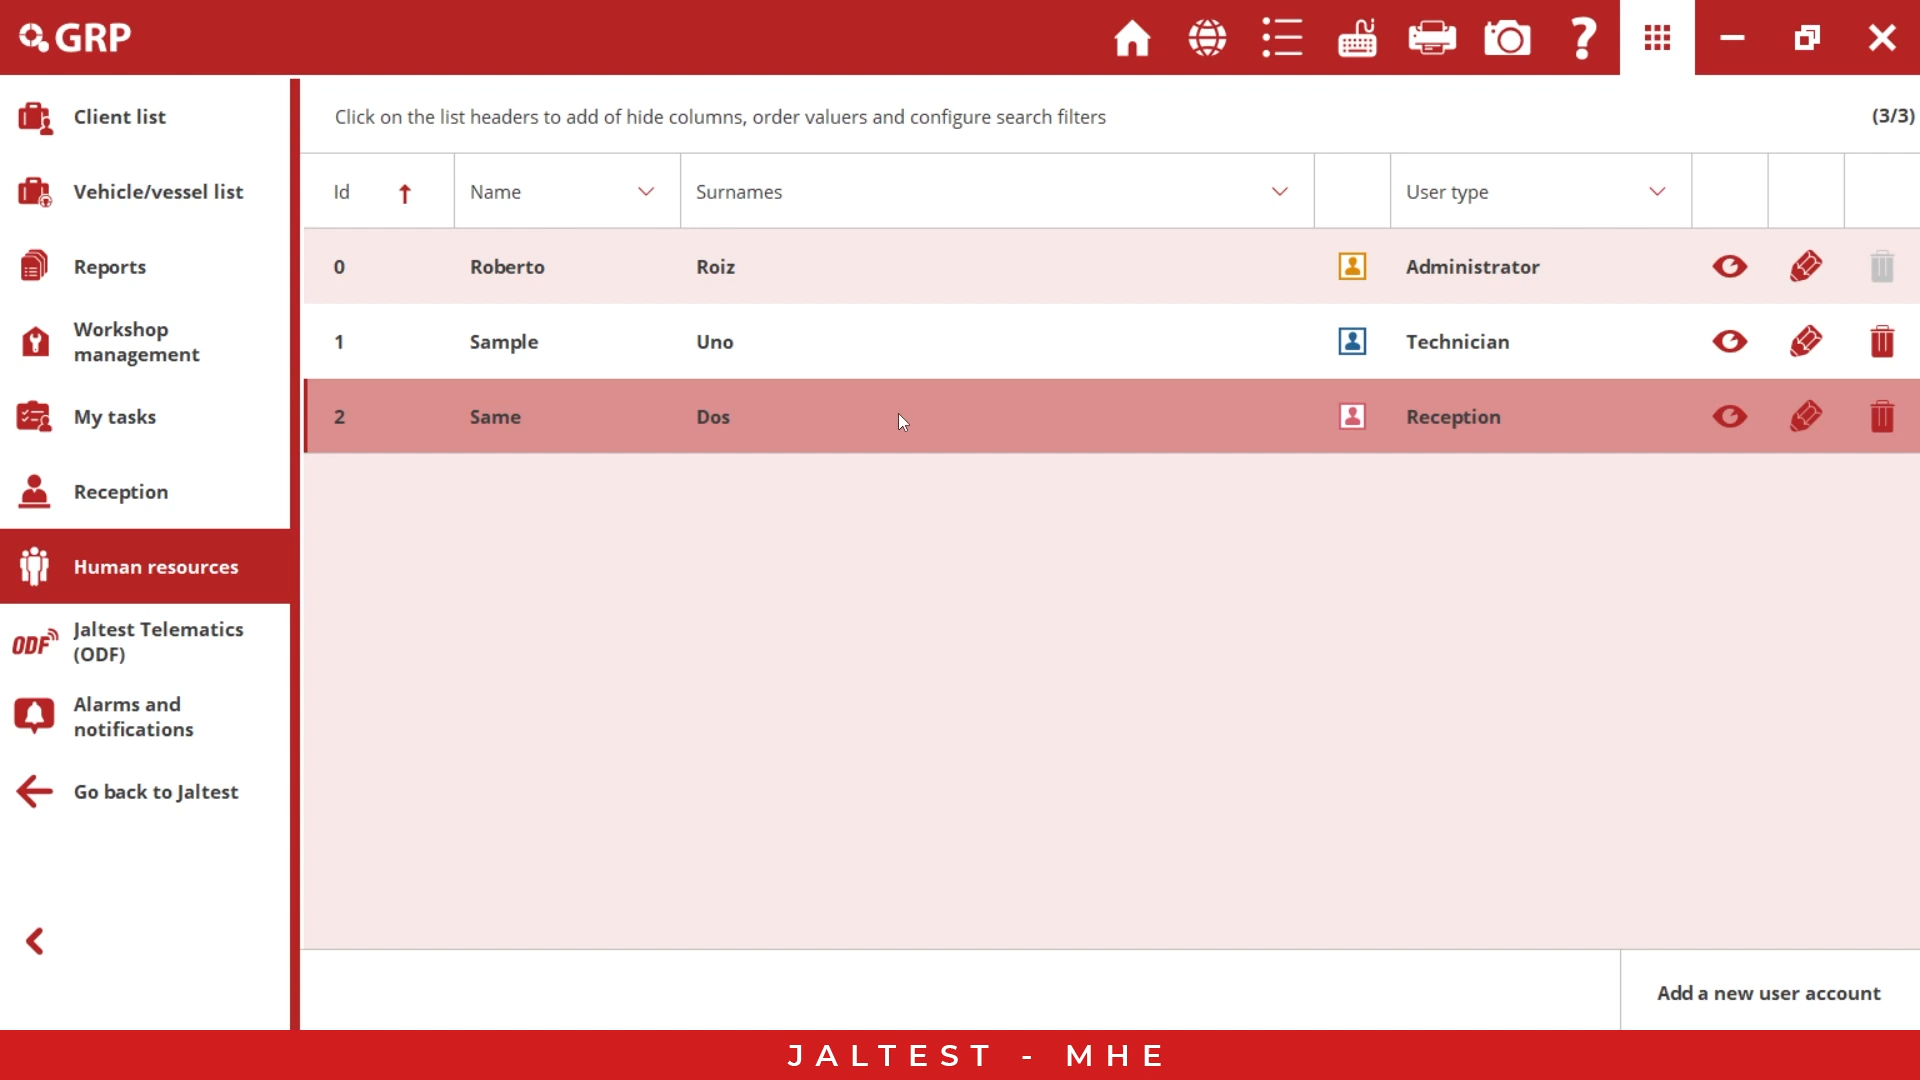 GRP
Client list
Vehicle/vessel list
Reports
Workshop
management
My tasks
Reception
Human resources
ODF
Jaltest Telematics
(ODF)
Alarms and
notifications
Go back to Jaltest
Click on the list headers to add of hide columns, order valuers and configure search filters
(3/3)
Id Name Surnames User type
0 Roberto Roiz Administrator
1 Sample Uno Technician
2 Same Dos Reception
Add a new user account
JALTEST - MHE